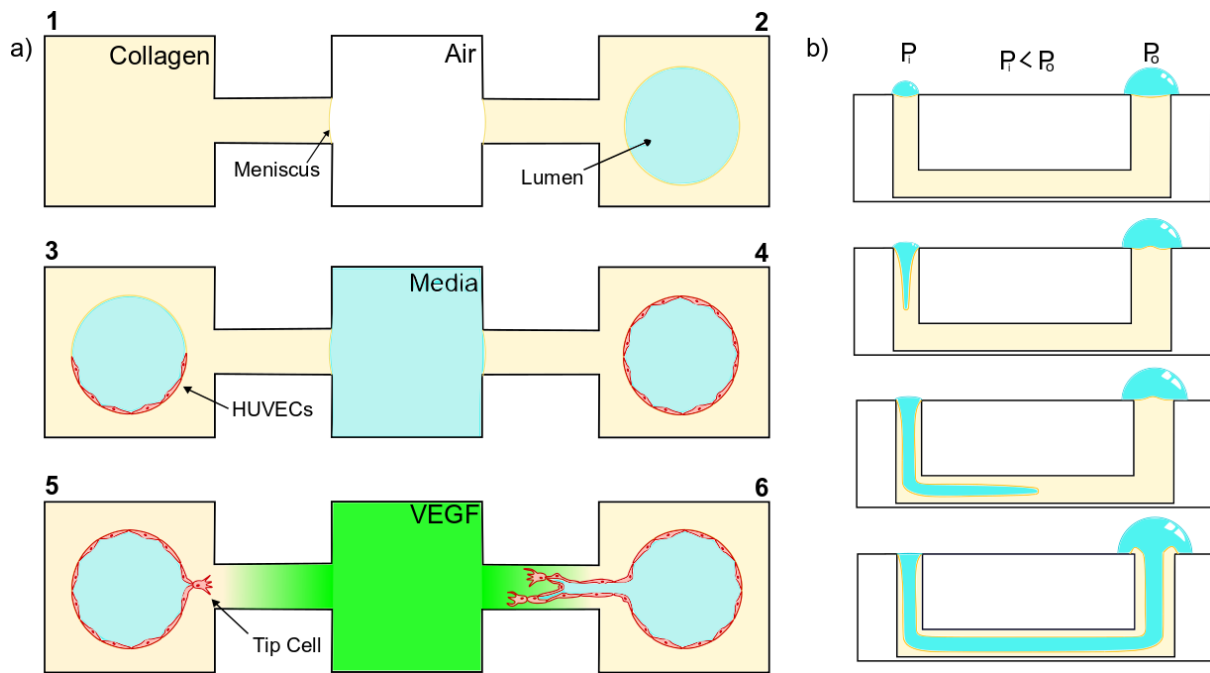 a)
1
Collagen
Air
2
Meniscus
Lumen
3
Media
4
HUVECs
5
VEGF
6
Tip Cell
b)
Pi
Pi < Po
Po